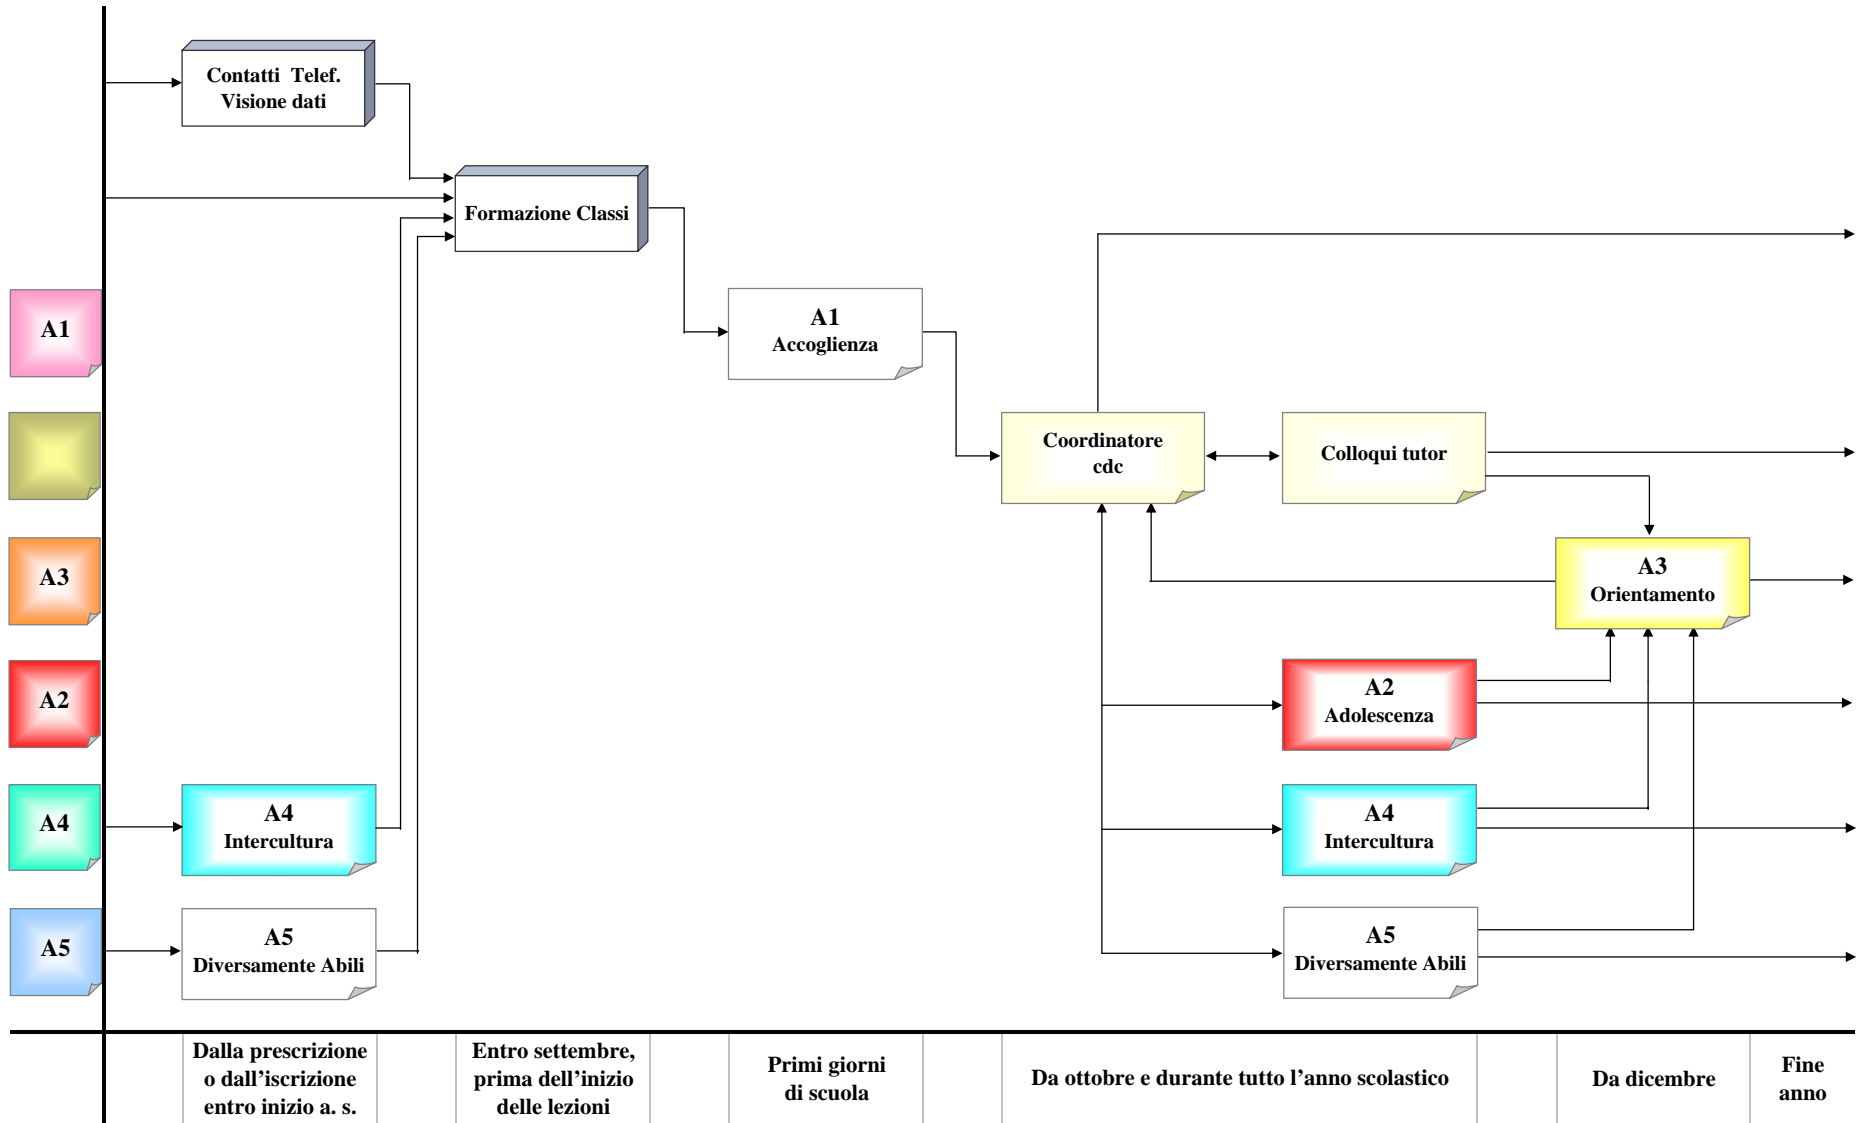 Contatti Telef.
Visione dati
Formazione Classi
A1
A1
Accoglienza
Coordinatore
cdc
Colloqui tutor
A3
A3
Orientamento
A2
A2
Adolescenza
A4
A4
Intercultura
A4
Intercultura
A5
A5
Diversamente Abili
A5
Diversamente Abili
Dalla prescrizione
o dall’iscrizione
entro inizio a. s.
Entro settembre,
prima dell’inizio
delle lezioni
Primi giorni
di scuola
Da ottobre e durante tutto l’anno scolastico
Da dicembre
Fine
anno